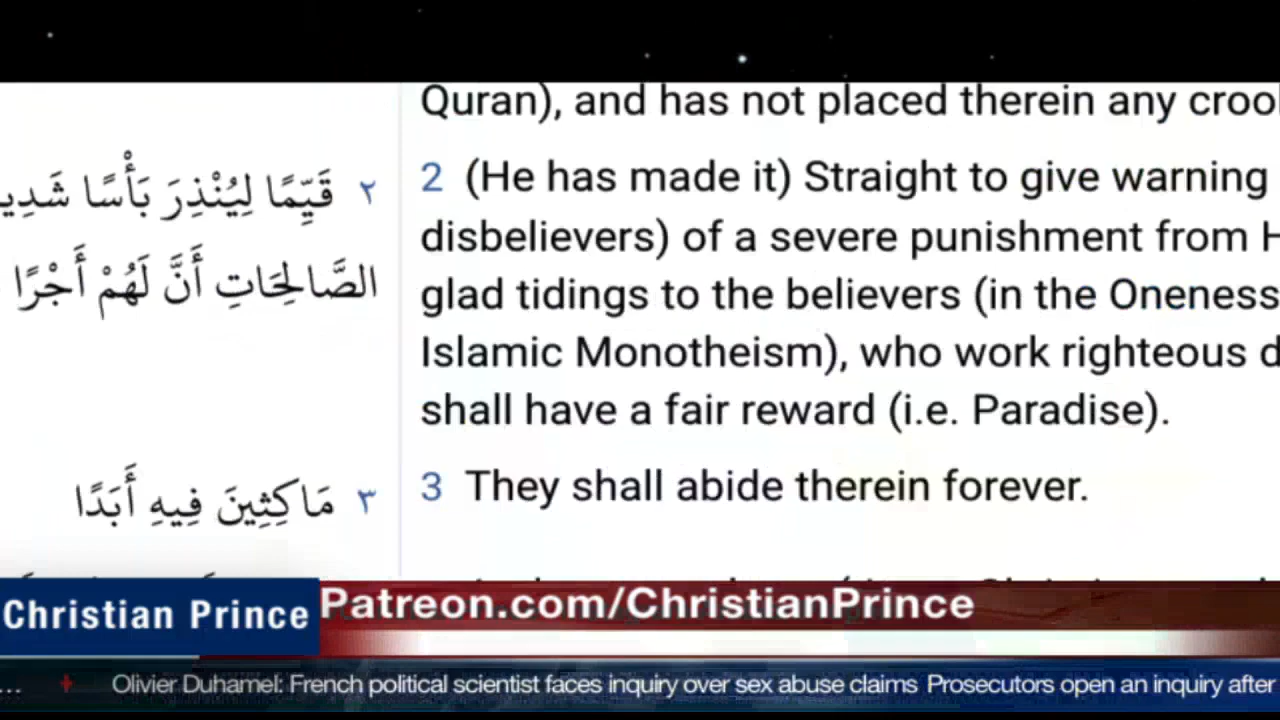 Quran), and has not placed therein any
٢ قَيِّمًا لِيُنْذِرَ بَأْسًا
2 (He has made it) Straight to give warning
disbelievers) of a severe punishment from
الصَّالِحَاتِ أَنَّ لَهُمْ أَجْرًا
glad tidings to the believers (in the Oneness
Islamic Monotheism), who work righteous
shall have a fair reward (i.e. Paradise).
٣ مَاكِثِينَ فِيهِ أَبَدًا
3 They shall abide therein forever.
Christian Prince
Patreon.com/ChristianPrince
... Olivier Duhamel: French political scientist faces inquiry over sex abuse claims Prosecutors open an inquiry after